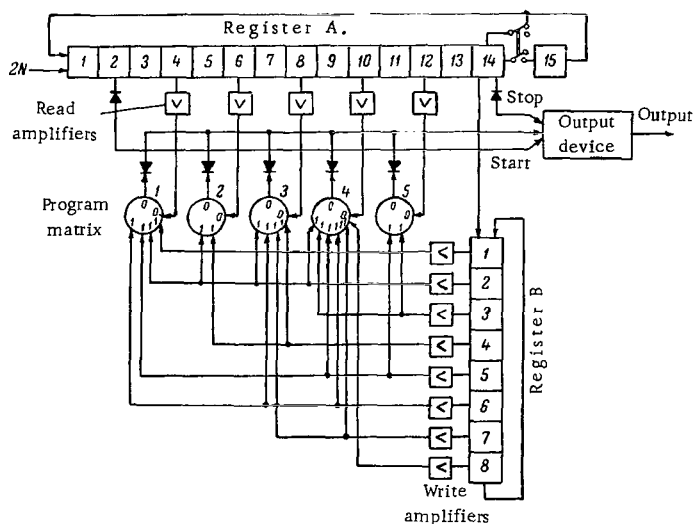 Register A.
2N 1 2 3 4 5 6 7 8 9 10 11 12 13 14 15
Read
amplifiers
V V V V V
Stop
Output
device
Output
Start
Program
matrix
1 2 3 4 5
0 0 0 0 0
1 1 1 1 0 1 1 1 1 1 1 0 1 1 1 1 1 1 0 1 1
< 1
< 2
< 3
< 4
< 5
< 6
< 7
< 8
Register B
Write
amplifiers